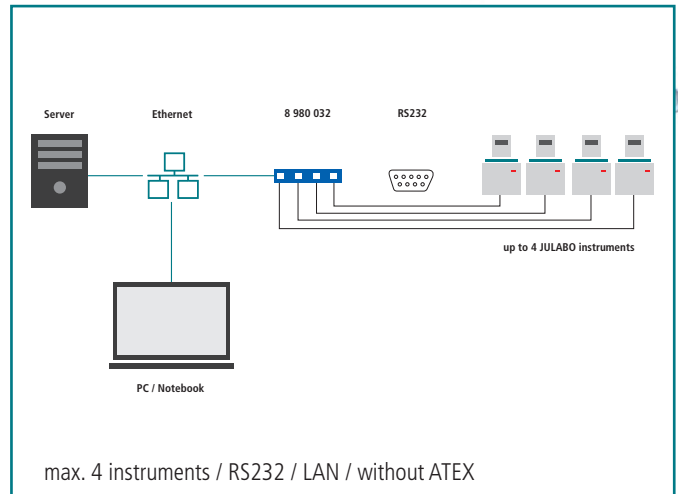 Server
Ethernet
8 980 032
RS232
up to 4 JULABO instruments
PC / Notebook
max. 4 instruments / RS232 / LAN / without ATEX